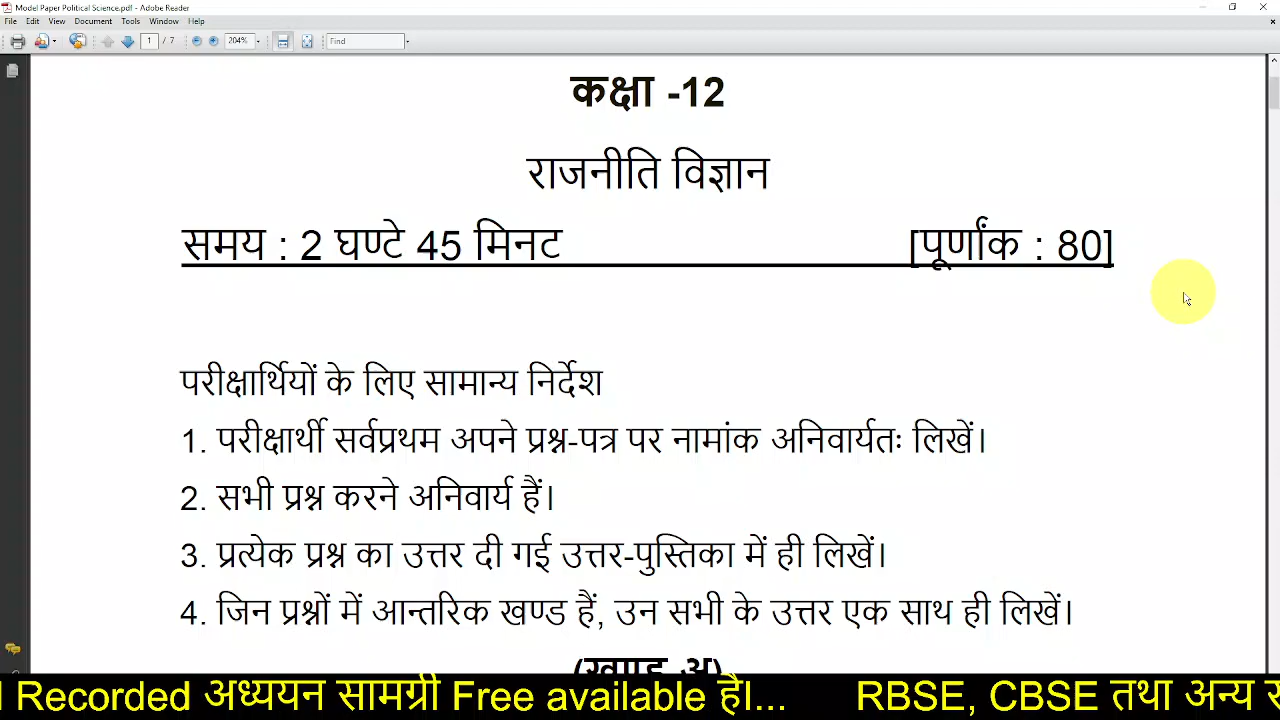 Model Paper Political Science.pdf - Adobe Reader
File Edit View Document Tools Window Help
1 / 7 204% Find
कक्षा -12
राजनीति विज्ञान
समय : 2 घण्टे 45 मिनट [पूर्णांक : 80]
परीक्षार्थियों के लिए सामान्य निर्देश
1. परीक्षार्थी सर्वप्रथम अपने प्रश्न-पत्र पर नामांक अनिवार्यतः लिखें।
2. सभी प्रश्न करने अनिवार्य हैं।
3. प्रत्येक प्रश्न का उत्तर दी गई उत्तर-पुस्तिका में ही लिखें।
4. जिन प्रश्नों में आन्तरिक खण्ड हैं, उन सभी के उत्तर एक साथ ही लिखें।
(खण्ड अ)
Recorded अध्ययन सामग्री Free available है।... RBSE, CBSE तथा अन्य